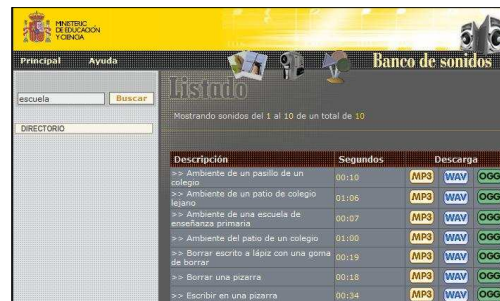 MINISTERIO
DE EDUCACIÓN
Y CIENCIA
Principal Ayuda
Banco de sonidos
escuela Buscar
DIRECTORIO
Listado
Mostrando sonidos del 1 al 10 de un total de 10
Descripción Segundos Descarga
>> Ambiente de un pasillo de un
colegio
00:10 MP3 WAV OGG
>> Ambiente de un patio de colegio
lejano
01:06 MP3 WAV OGG
>> Ambiente de una escuela de
enseñanza primaria
00:07 MP3 WAV OGG
>> Ambiente del patio de un colegio 01:00 MP3 WAV OGG
>> Borrar escrito a lápiz con una goma
de borrar
00:19 MP3 WAV OGG
>> Borrar una pizarra 00:18 MP3 WAV OGG
>> Escribir en una pizarra 00:34 MP3 WAV OGG